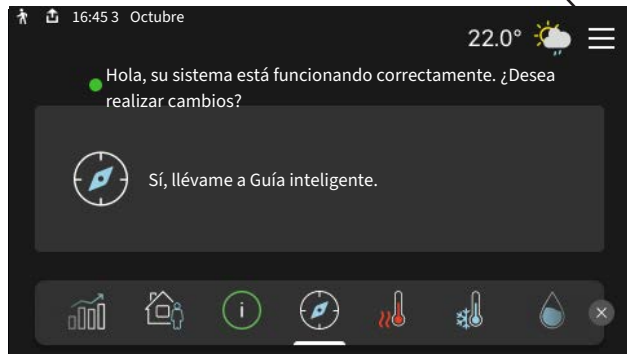 16:45 3 Octubre
22.0°
Hola, su sistema está funcionando correctamente. ¿Desea
realizar cambios?
Sí, llévame a Guía inteligente.
i